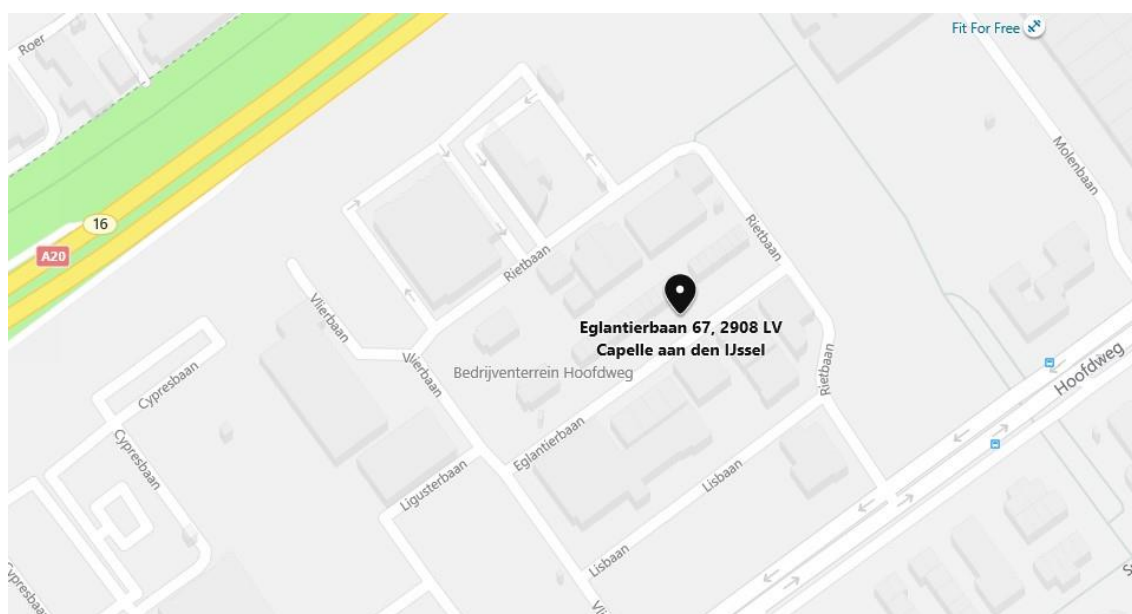 Fit For Free
Roer
Molenbaan
16
A20
Rietbaan
Rietbaan
Vlierbaan
Eglantierbaan 67, 2908 LV
Capelle aan den IJssel
Vlierbaan
Bedrijventerrein Hoofdweg
Rietbaan
Hoofdweg
Cypresbaan
Cypresbaan
Eglantierbaan
Ligusterbaan
Lisbaan
Lisbaan
Cypresbaan